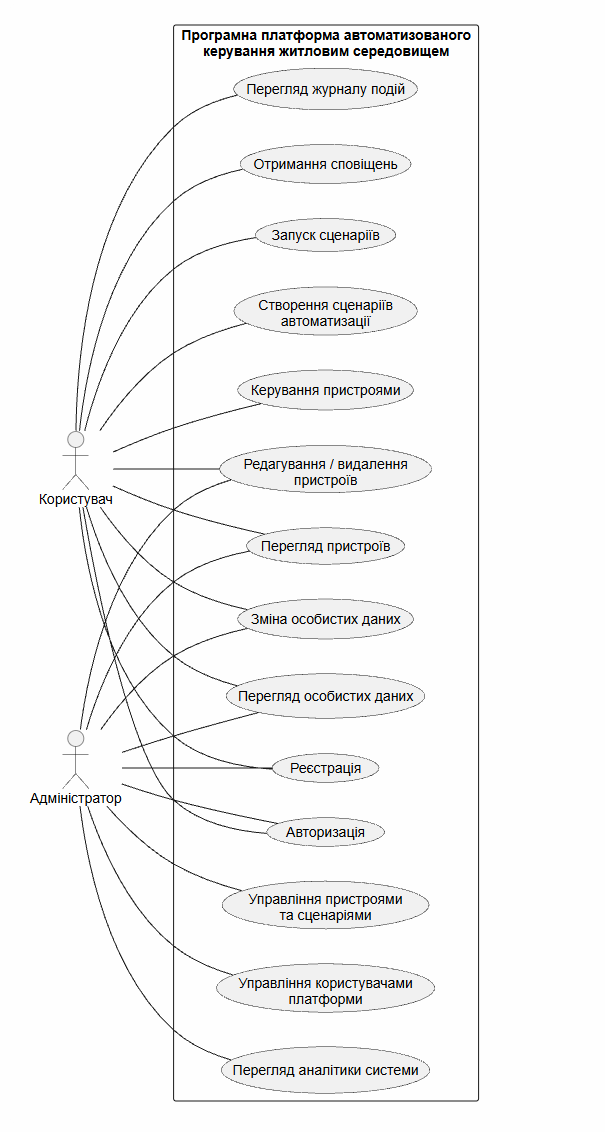 Програмна платформа автоматизованого
керування житловим середовищем
Перегляд журналу подій
Отримання сповіщень
Запуск сценаріїв
Створення сценаріїв
автоматизації
Керування пристроями
Редагування / видалення
пристроїв
Користувач
Перегляд пристроїв
Зміна особистих даних
Перегляд особистих даних
Реєстрація
Адміністратор
Авторизація
Управління пристроями
та сценаріями
Управління користувачами
платформи
Перегляд аналітики системи